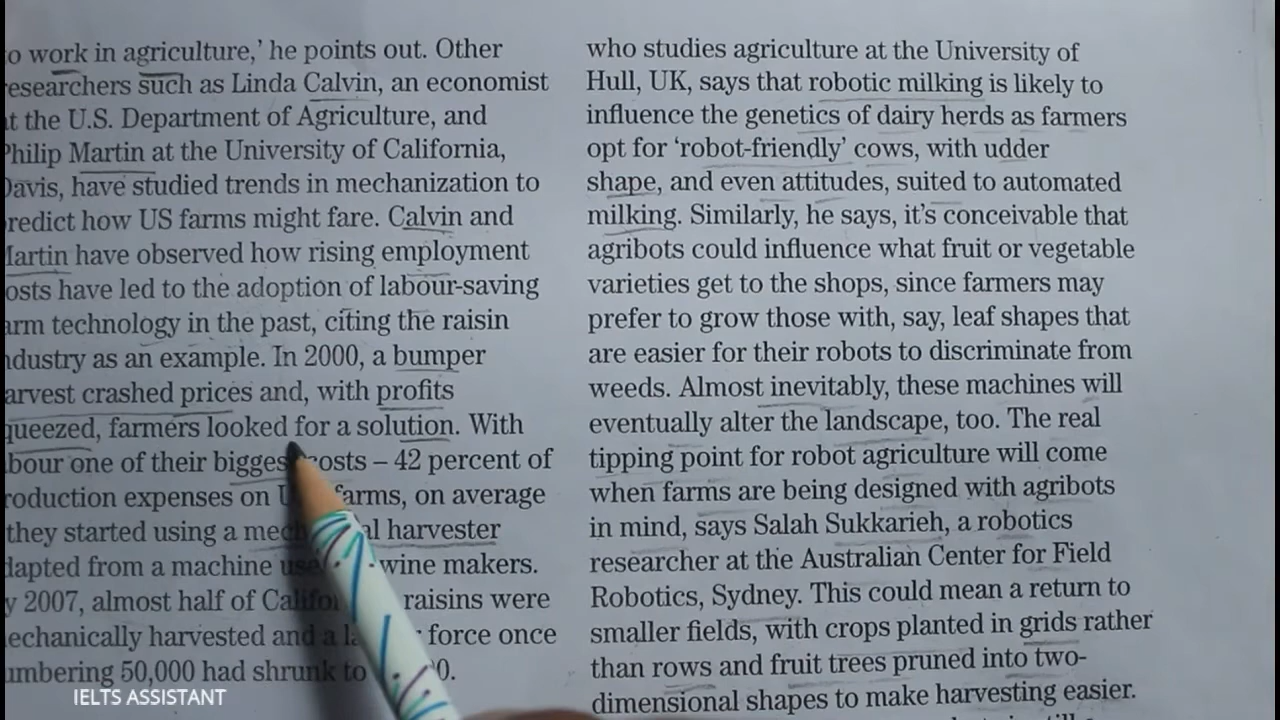 o work in agriculture,’ he points out. Other
esearchers such as Linda Calvin, an economist
t the U.S. Department of Agriculture, and
Philip Martin at the University of California,
Davis, have studied trends in mechanization to
redict how US farms might fare. Calvin and
Martin have observed how rising employment
osts have led to the adoption of labour-saving
arm technology in the past, citing the raisin
ndustry as an example. In 2000, a bumper
arvest crashed prices and, with profits
queezed, farmers looked for a solution. With
bour one of their biggest costs – 42 percent of
roduction expenses on farms, on average
they started using a harvester
dapted from a machine wine makers.
y 2007, almost half of raisins were
echanically harvested and a force once
umbering 50,000 had shrunk to
who studies agriculture at the University of
Hull, UK, says that robotic milking is likely to
influence the genetics of dairy herds as farmers
opt for ‘robot-friendly’ cows, with udder
shape, and even attitudes, suited to automated
milking. Similarly, he says, it’s conceivable that
agribots could influence what fruit or vegetable
varieties get to the shops, since farmers may
prefer to grow those with, say, leaf shapes that
are easier for their robots to discriminate from
weeds. Almost inevitably, these machines will
eventually alter the landscape, too. The real
tipping point for robot agriculture will come
when farms are being designed with agribots
in mind, says Salah Sukkarieh, a robotics
researcher at the Australian Center for Field
Robotics, Sydney. This could mean a return to
smaller fields, with crops planted in grids rather
than rows and fruit trees pruned into two-
dimensional shapes to make harvesting easier.
IELTS ASSISTANT